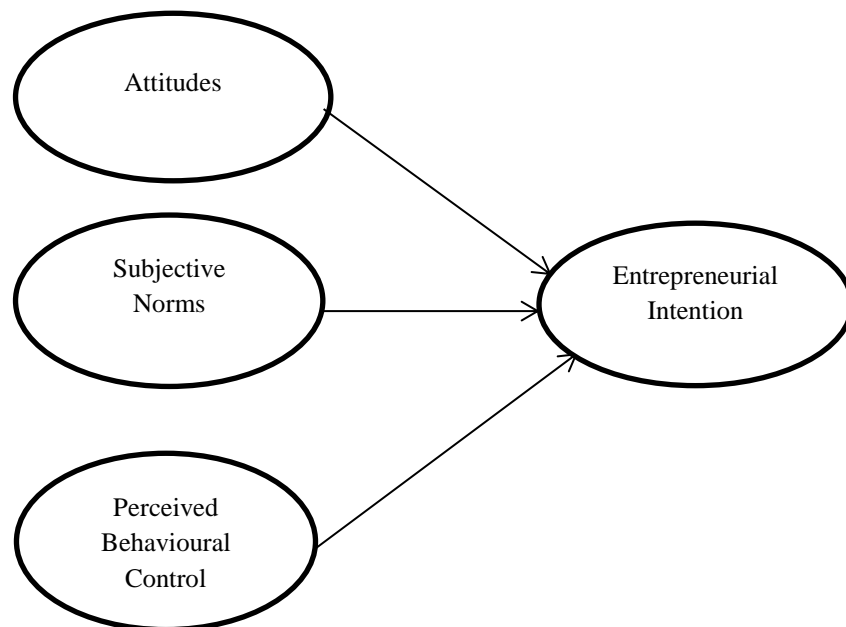 Attitudes
Subjective
Norms
Entrepreneurial
Intention
Perceived
Behavioural
Control